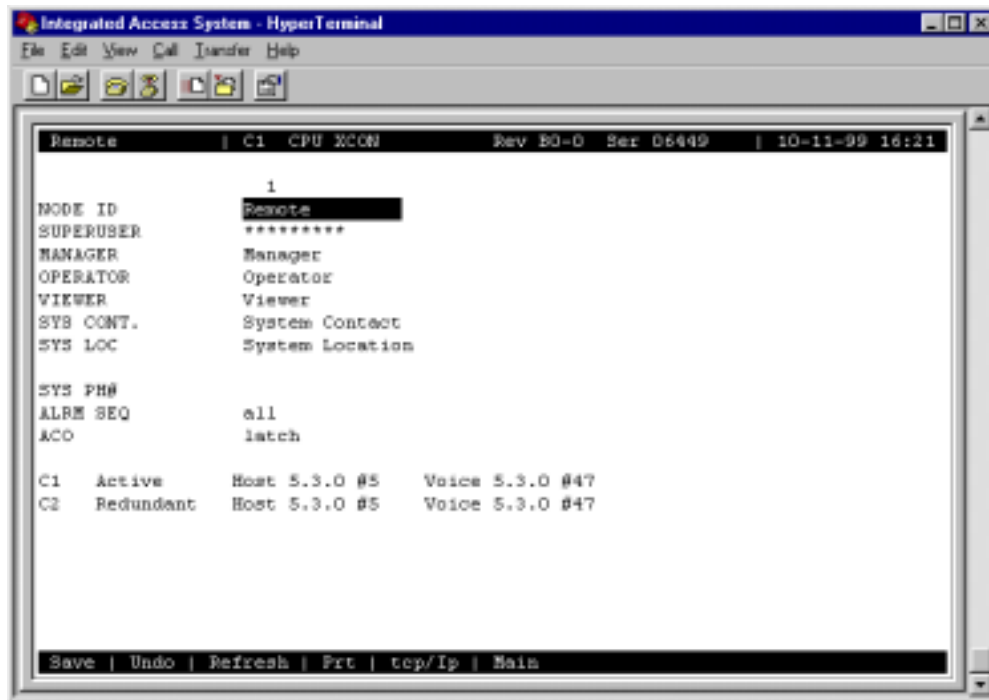 Integrated Access System - HyperTerminal
File Edit View Call Transfer Help
Remote | C1 CPU XCON Rev B0-0 Ser 06449 | 10-11-99 16:21
1
NODE ID Remote
SUPERUSER *********
MANAGER Manager
OPERATOR Operator
VIEWER Viewer
SYS CONT. System Contact
SYS LOC System Location
SYS PH#
ALRM SEQ all
ACO latch
C1 Active Host 5.3.0 #5 Voice 5.3.0 #47
C2 Redundant Host 5.3.0 #5 Voice 5.3.0 #47
Save | Undo | Refresh | Prt | tcp/Ip | Main